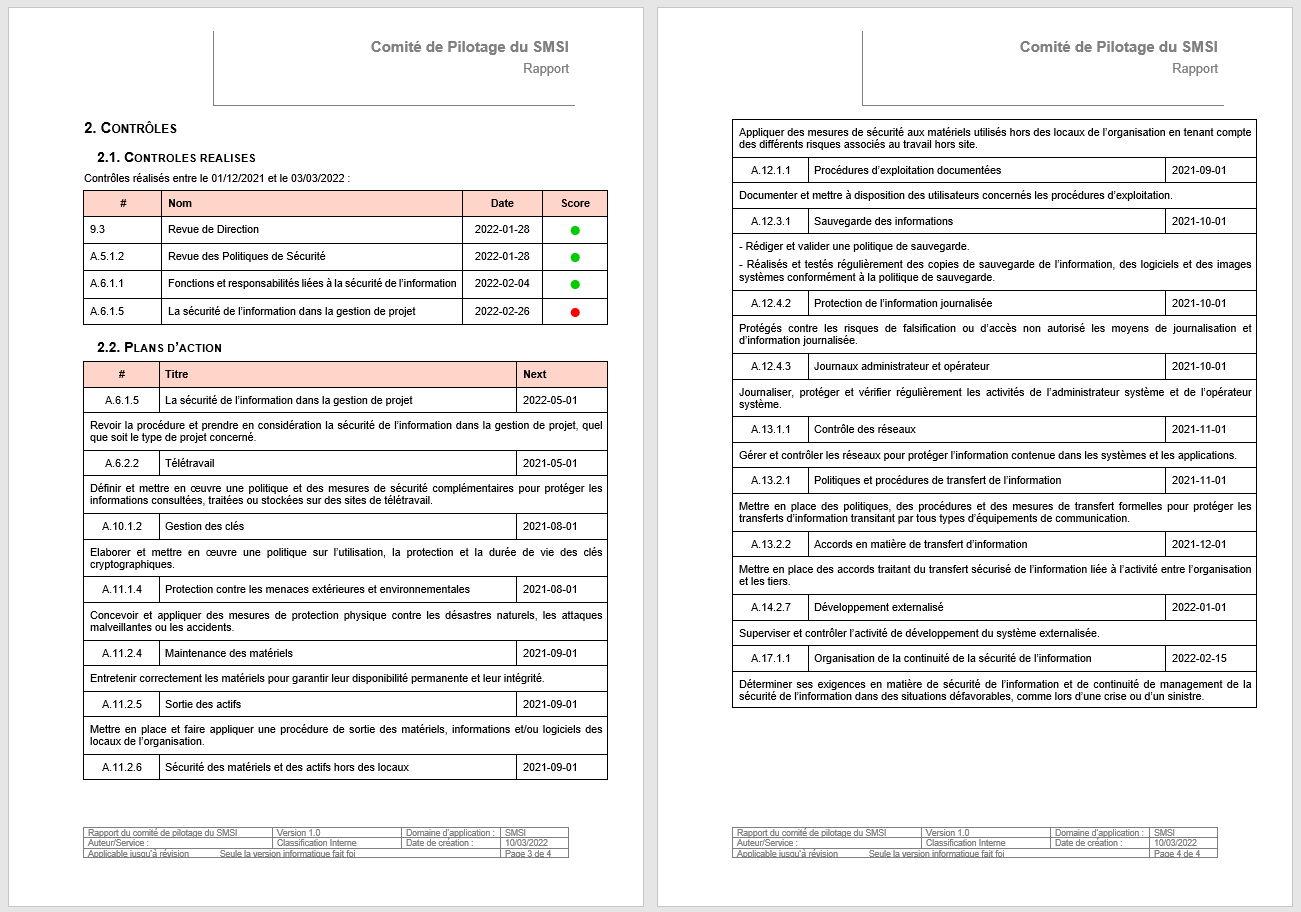 Comité de Pilotage du SMSI
Rapport
2. CONTRÔLES
2.1. CONTROLES REALISES
Contrôles réalisés entre le 01/12/2021 et le 03/03/2022 :
# Nom Date Score
9.3 Revue de Direction 2022-01-28
A.5.1.2 Revue des Politiques de Sécurité 2022-01-28
A.6.1.1 Fonctions et responsabilités liées à la sécurité de l'information 2022-02-04
A.6.1.5 La sécurité de l'information dans la gestion de projet 2022-02-26
2.2. PLANS D'ACTION
# Titre Next
A.6.1.5 La sécurité de l'information dans la gestion de projet 2022-05-01
Revoir la procédure et prendre en considération la sécurité de l'information dans la gestion de projet, quel
que soit le type de projet concerné.
A.6.2.2 Télétravail 2021-05-01
Définir et mettre en œuvre une politique et des mesures de sécurité complémentaires pour protéger les
informations consultées, traitées ou stockées sur des sites de télétravail.
A.10.1.2 Gestion des clés 2021-08-01
Elaborer et mettre en œuvre une politique sur l'utilisation, la protection et la durée de vie des clés
cryptographiques.
A.11.1.4 Protection contre les menaces extérieures et environnementales 2021-08-01
Concevoir et appliquer des mesures de protection physique contre les désastres naturels, les attaques
malveillantes ou les accidents.
A.11.2.4 Maintenance des matériels 2021-09-01
Entretenir correctement les matériels pour garantir leur disponibilité permanente et leur intégrité.
A.11.2.5 Sortie des actifs 2021-09-01
Mettre en place et faire appliquer une procédure de sortie des matériels, informations et/ou logiciels des
locaux de l'organisation.
A.11.2.6 Sécurité des matériels et des actifs hors des locaux 2021-09-01
Rapport du comité de pilotage du SMSI Version 1.0 Domaine d'application : SMSI
Auteur/Service : Classification Interne Date de création : 10/03/2022
Applicable jusqu'à révision Seule la version informatique fait foi Page 3 de 4
Comité de Pilotage du SMSI
Rapport
Appliquer des mesures de sécurité aux matériels utilisés hors des locaux de l'organisation en tenant compte
des différents risques associés au travail hors site.
A.12.1.1 Procédures d'exploitation documentées 2021-09-01
Documenter et mettre à disposition des utilisateurs concernés les procédures d'exploitation.
A.12.3.1 Sauvegarde des informations 2021-10-01
- Rédiger et valider une politique de sauvegarde.
- Réalisés et testés régulièrement des copies de sauvegarde de l'information, des logiciels et des images
systèmes conformément à la politique de sauvegarde.
A.12.4.2 Protection de l'information journalisée 2021-10-01
Protégés contre les risques de falsification ou d'accès non autorisé les moyens de journalisation et
d'information journalisée.
A.12.4.3 Journaux administrateur et opérateur 2021-10-01
Journaliser, protéger et vérifier régulièrement les activités de l'administrateur système et de l'opérateur
système.
A.13.1.1 Contrôle des réseaux 2021-11-01
Gérer et contrôler les réseaux pour protéger l'information contenue dans les systèmes et les applications.
A.13.2.1 Politiques et procédures de transfert de l'information 2021-11-01
Mettre en place des politiques, des procédures et des mesures de transfert formelles pour protéger les
transferts d'information transitant par tous types d'équipements de communication.
A.13.2.2 Accords en matière de transfert d'information 2021-12-01
Mettre en place des accords traitant du transfert sécurisé de l'information liée à l'activité entre l'organisation
et les tiers.
A.14.2.7 Développement externalisé 2022-01-01
Superviser et contrôler l'activité de développement du système externalisée.
A.17.1.1 Organisation de la continuité de la sécurité de l'information 2022-02-15
Déterminer ses exigences en matière de sécurité de l'information et de continuité de management de la
sécurité de l'information dans des situations défavorables, comme lors d'une crise ou d'un sinistre.
Rapport du comité de pilotage du SMSI Version 1.0 Domaine d'application : SMSI
Auteur/Service : Classification Interne Date de création : 10/03/2022
Applicable jusqu'à révision Seule la version informatique fait foi Page 4 de 4